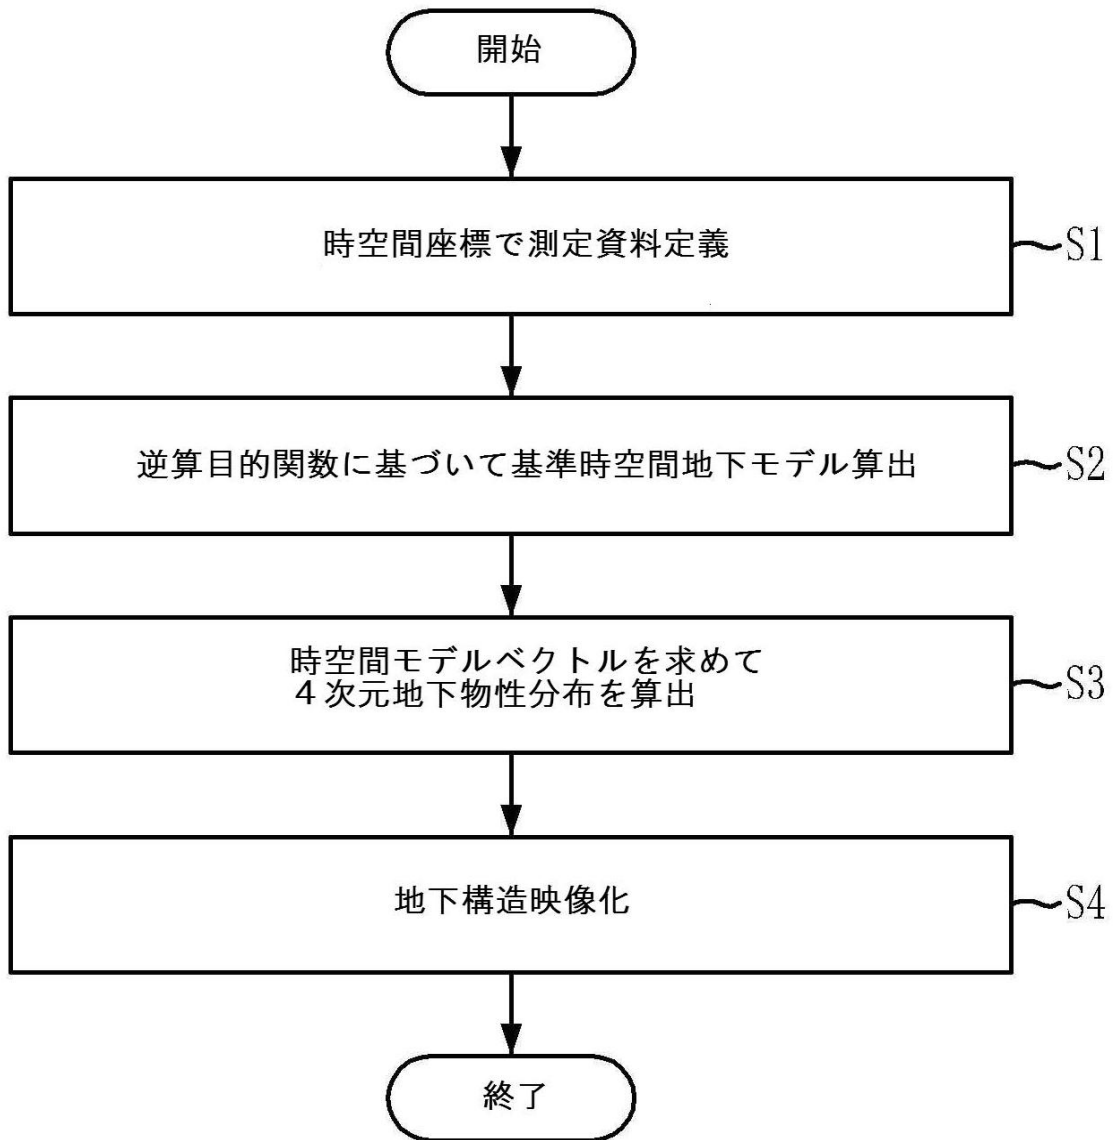 開始
時空間座標で測定資料定義
S1
逆算目的関数に基づいて基準時空間地下モデル算出
S2
時空間モデルベクトルを求めて
４次元地下物性分布を算出
S3
地下構造映像化
S4
終了